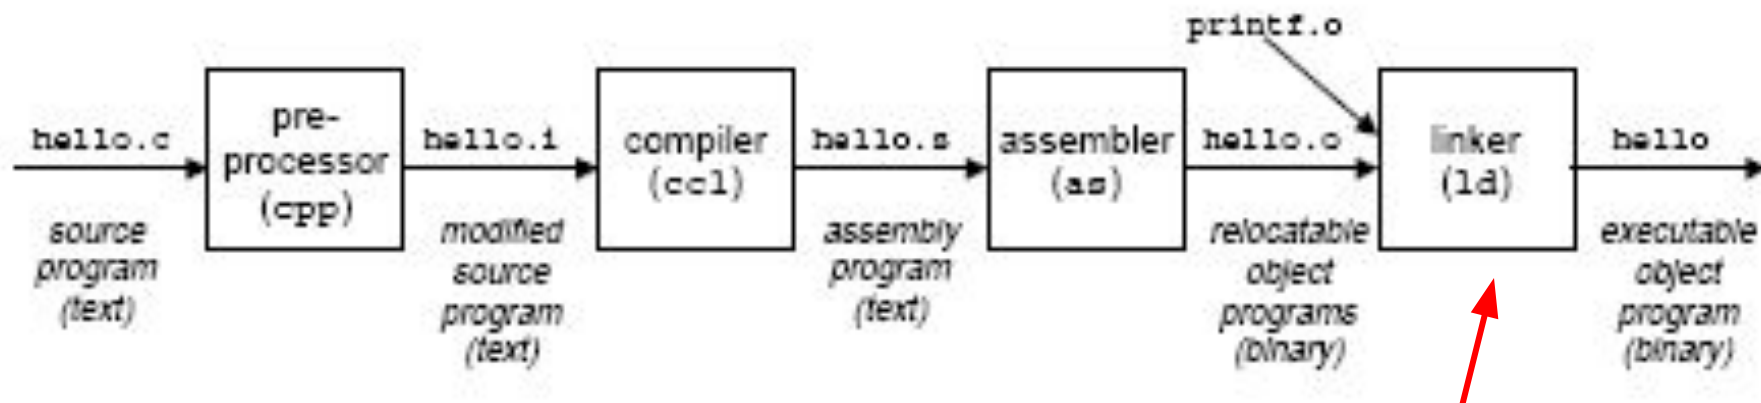 printf.o
hello.c
pre-
processor
(cpp)
hello.i
compiler
(cc1)
hello.s
assembler
(as)
hello.o
linker
(ld)
hello
source
program
(text)
modified
source
program
(text)
assembly
program
(text)
relocatable
object
programs
(binary)
executable
object
program
(binary)